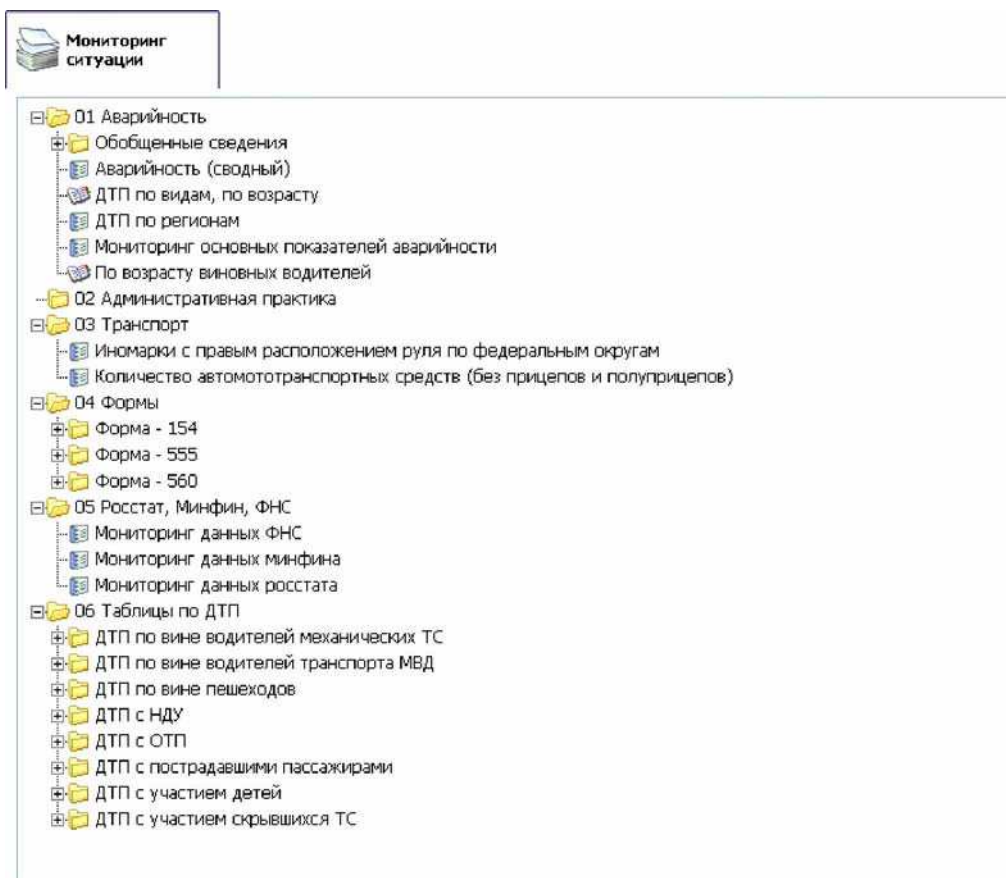 Мониторинг
ситуации
01 Аварийность
Обобщенные сведения
Аварийность (сводный)
ДТП по видам, по возрасту
ДТП по регионам
Мониторинг основных показателей аварийности
По возрасту виновных водителей
02 Административная практика
03 Транспорт
Иномарки с правым расположением руля по федеральным округам
Количество автомототранспортных средств (без прицепов и полуприцепов)
04 Формы
Форма - 154
Форма - 555
Форма - 560
05 Росстат, Минфин, ФНС
Мониторинг данных ФНС
Мониторинг данных минфина
Мониторинг данных росстата
06 Таблицы по ДТП
ДТП по вине водителей механических ТС
ДТП по вине водителей транспорта МВД
ДТП по вине пешеходов
ДТП с НДУ
ДТП с ОТП
ДТП с пострадавшими пассажирами
ДТП с участием детей
ДТП с участием скрывшихся ТС